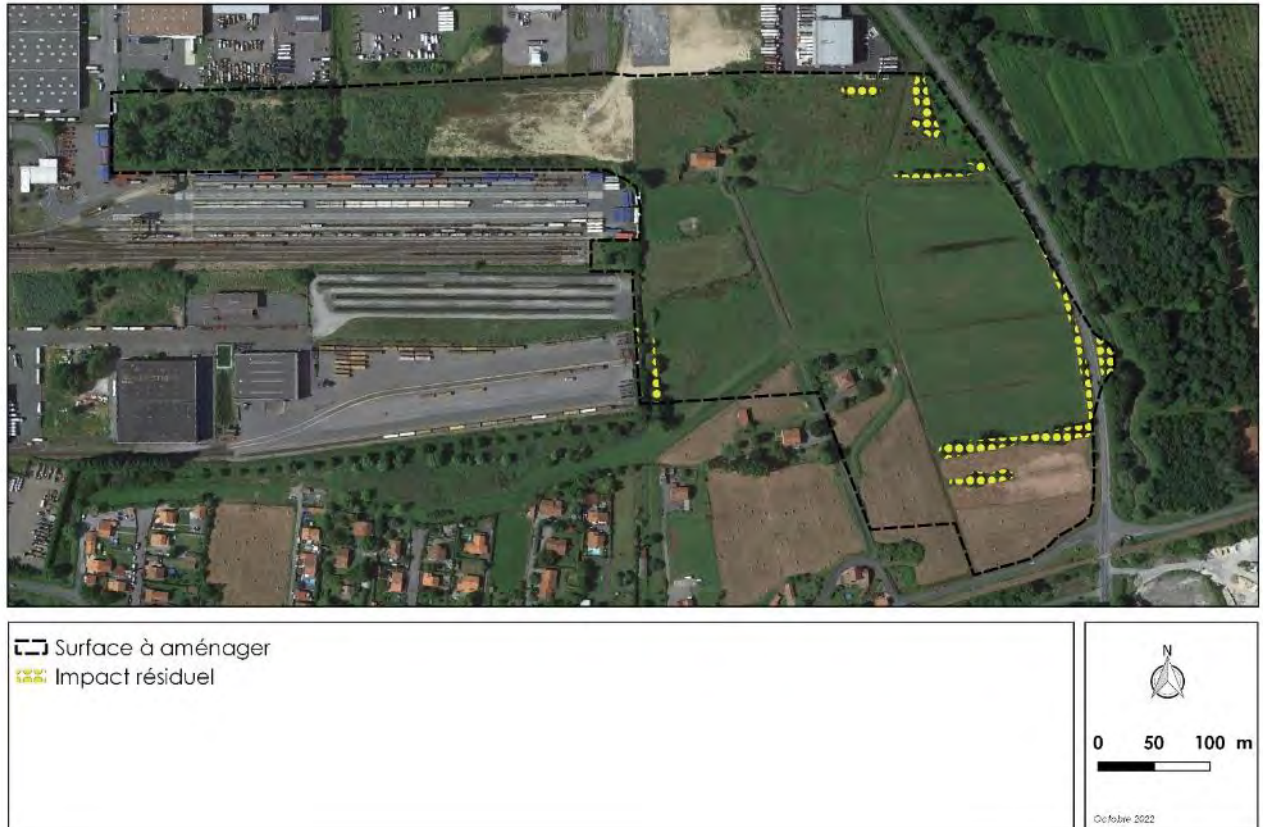 Surface à aménager
Impact résiduel
N
0 50 100 m
Octobre 2022